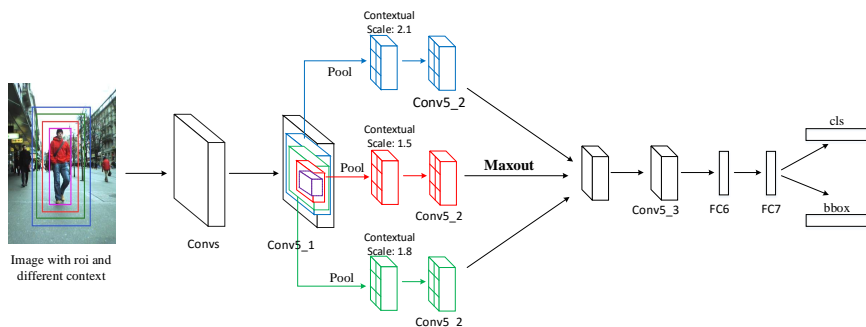 Contextual
Scale: 2.1
Pool
Conv5_2
Contextual
Scale: 1.5
Pool
Conv5_2
Contextual
Scale: 1.8
Pool
Conv5_2
Image with roi and
different context
Convs
Conv5_1
Maxout
Conv5_3
FC6
FC7
cls
bbox